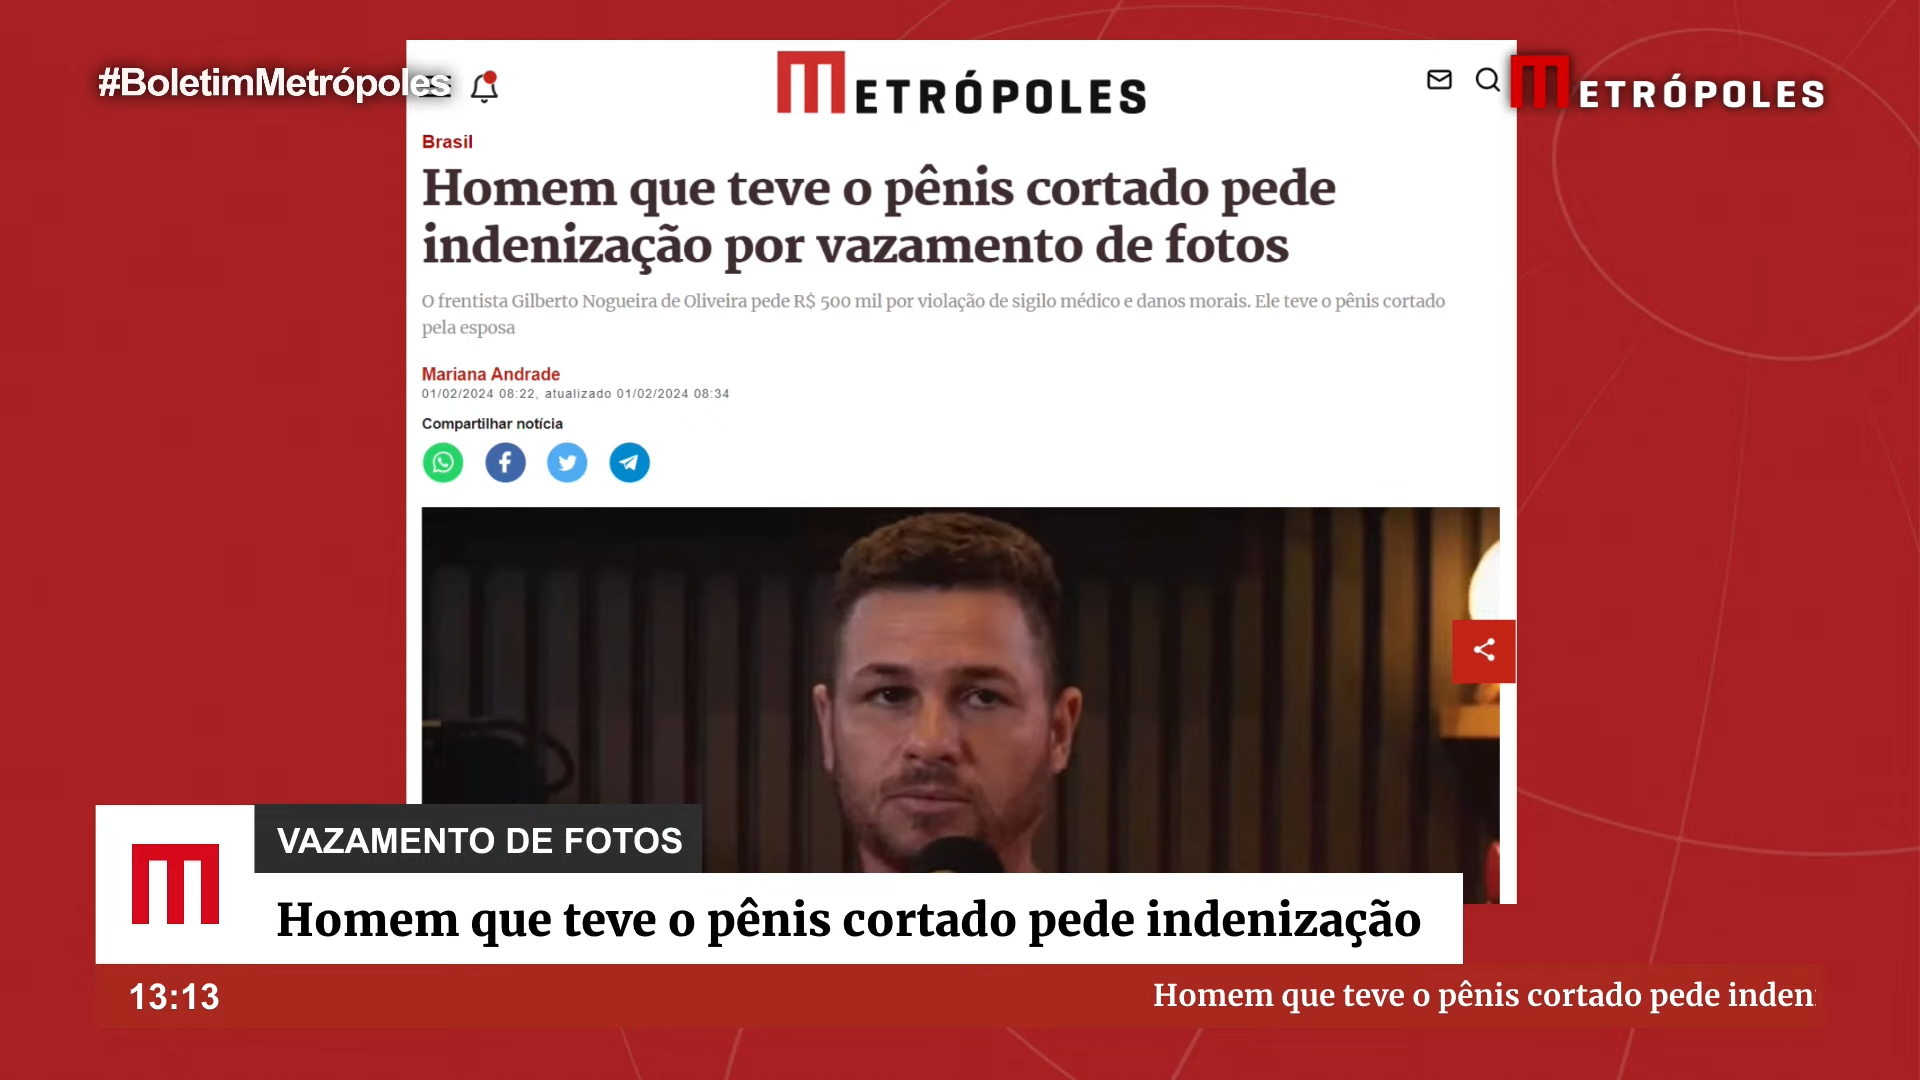 #BoletimMetrópoles
METRÓPOLES
METRÓPOLES
Brasil
Homem que teve o pênis cortado pede
indenização por vazamento de fotos
O frentista Gilberto Nogueira de Oliveira pede R$ 500 mil por violação de sigilo médico e danos morais. Ele teve o pênis cortado
pela esposa
Mariana Andrade
01/02/2024 08:22, atualizado 01/02/2024 08:34
Compartilhar notícia
VAZAMENTO DE FOTOS
Homem que teve o pênis cortado pede indenização
13:13
Homem que teve o pênis cortado pede inden